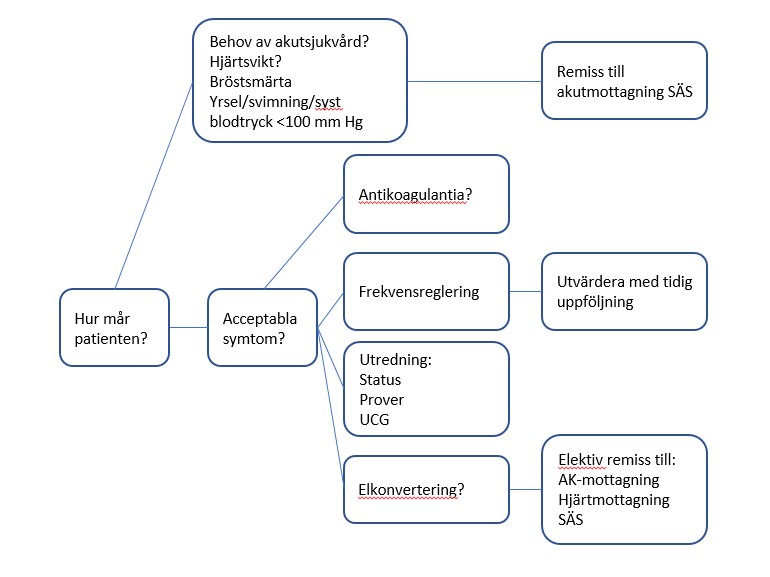 Behov av akutsjukvård?
Hjärtsvikt?
Bröstsmärta
Yrsel/svimning/syst
blodtryck <100 mm Hg
Remiss till
akutmottagning SÄS
Antikoagulantia?
Hur mår
patienten?
Acceptabla
symtom?
Frekvensreglering
Utvärdera med tidig
uppföljning
Utredning:
Status
Prover
UCG
Elkonvertering?
Elektiv remiss till:
AK-mottagning
Hjärtmottagning
SÄS